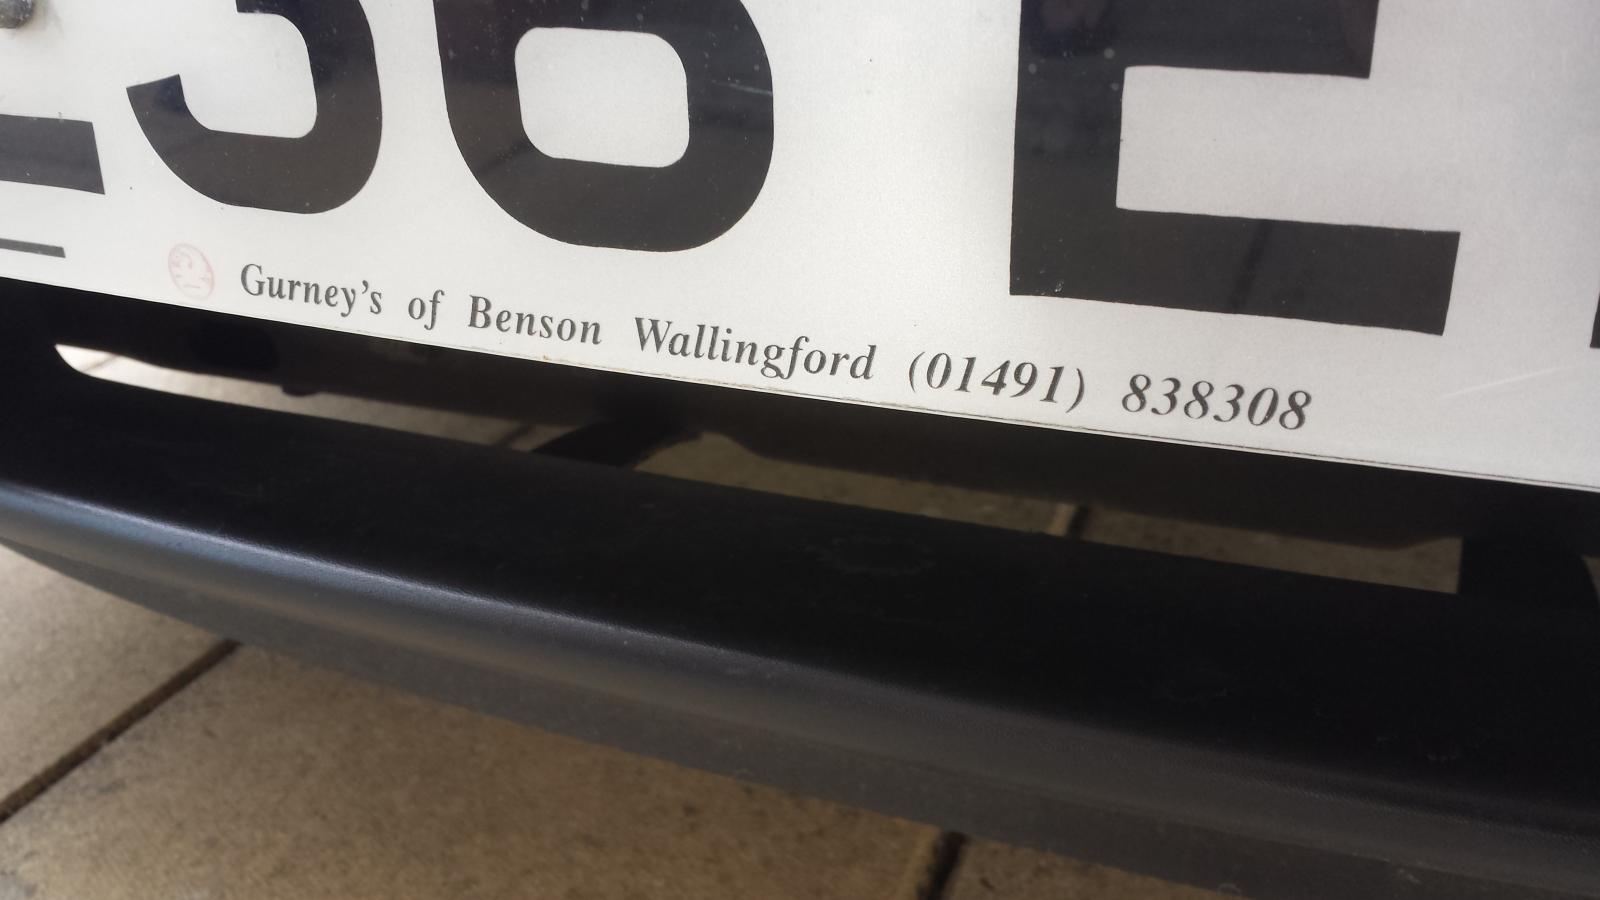 36 E
Gurney's of Benson Wallingford (01491) 838308